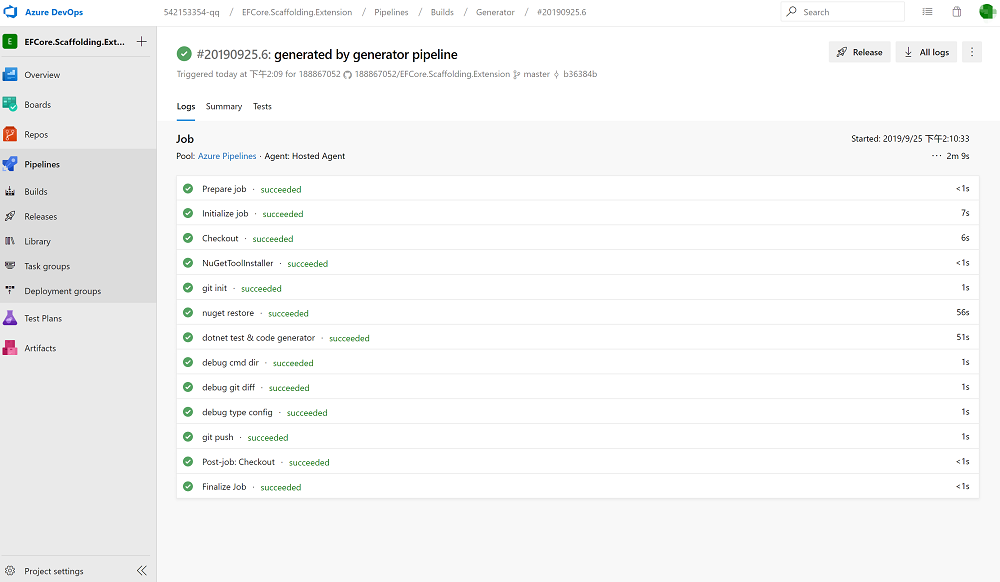 Azure DevOps
542153354-qq / EFCore.Scaffolding.Extension / Pipelines / Builds / Generator / #20190925.6
Search
E EFCore.Scaffolding.Ext... +
Overview
Boards
Repos
Pipelines
Builds
Releases
Library
Task groups
Deployment groups
Test Plans
Artifacts
Project settings
#20190925.6: generated by generator pipeline
Release
All logs
Triggered today at 下午2:09 for 188867052 188867052/EFCore.Scaffolding.Extension master b36384b
Logs Summary Tests
Job
Started: 2019/9/25 下午2:10:33
Pool: Azure Pipelines · Agent: Hosted Agent
··· 2m 9s
Prepare job · succeeded <1s
Initialize job · succeeded 7s
Checkout · succeeded 6s
NuGetToolInstaller · succeeded <1s
git init · succeeded 1s
nuget restore · succeeded 56s
dotnet test & code generator · succeeded 51s
debug cmd dir · succeeded 1s
debug git diff · succeeded 1s
debug type config · succeeded 1s
git push · succeeded 1s
Post-job: Checkout · succeeded <1s
Finalize Job · succeeded <1s